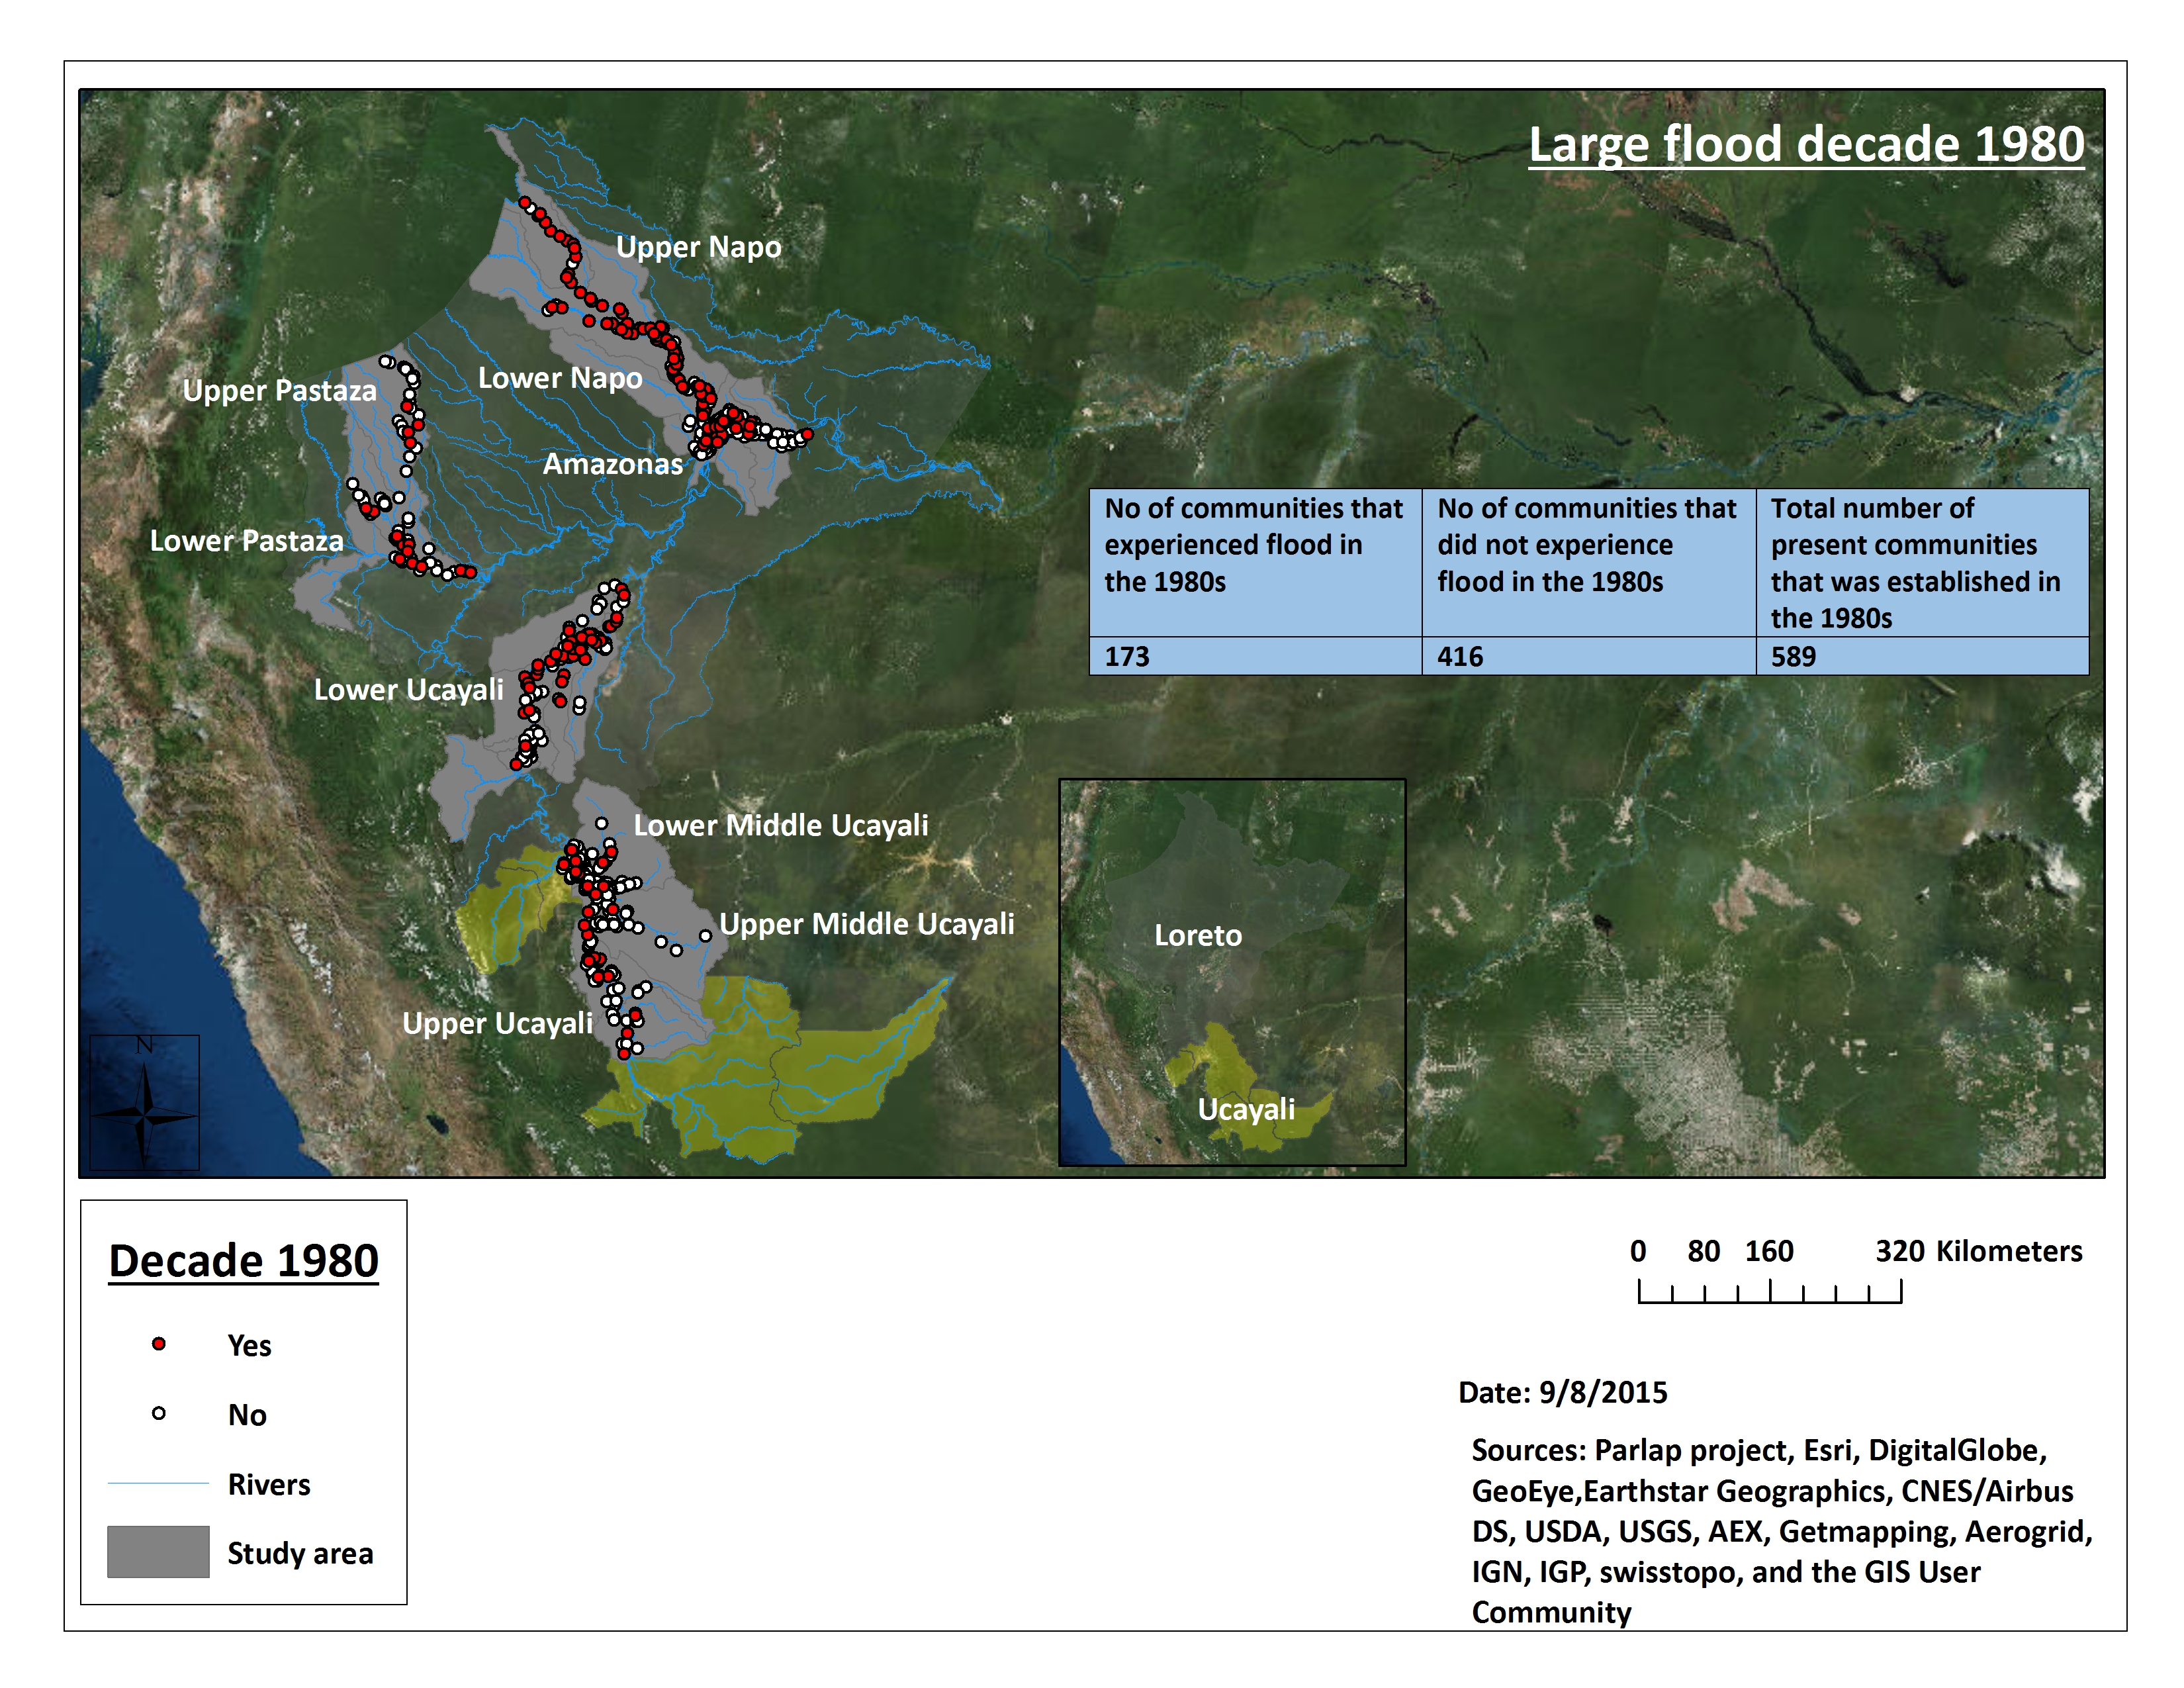 Large flood decade 1980
Upper Napo
Lower Napo
Upper Pastaza
Amazonas
Lower Pastaza
Lower Ucayali
Lower Middle Ucayali
Upper Middle Ucayali
Upper Ucayali
No of communities that
experienced flood in
the 1980s
No of communities that
did not experience
flood in the 1980s
Total number of
present communities
that was established in
the 1980s
173
416
589
Loreto
Ucayali
N
Decade 1980
Yes
No
Rivers
Study area
0 80 160 320 Kilometers
Date: 9/8/2015
Sources: Parlap project, Esri, DigitalGlobe,
GeoEye,Earthstar Geographics, CNES/Airbus
DS, USDA, USGS, AEX, Getmapping, Aerogrid,
IGN, IGP, swisstopo, and the GIS User
Community